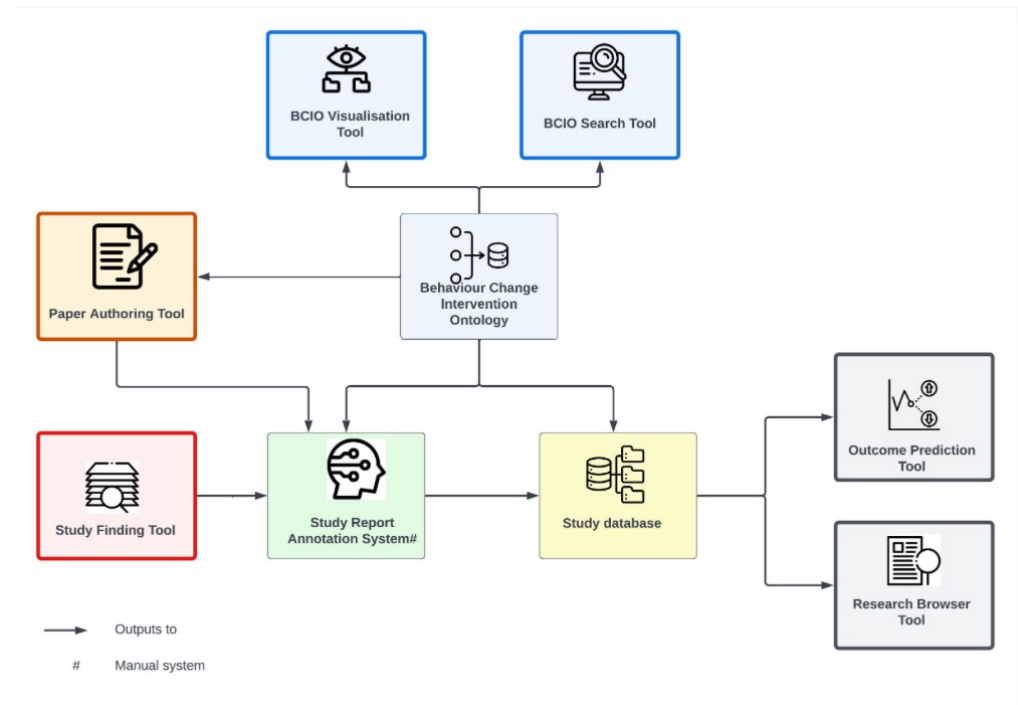 BCIO Visualisation
Tool
BCIO Search Tool
Paper Authoring Tool
Behaviour Change
Intervention
Ontology
Study Finding Tool
Study Report
Annotation System#
Study database
Outcome Prediction
Tool
Research Browser
Tool
Outputs to
# Manual system